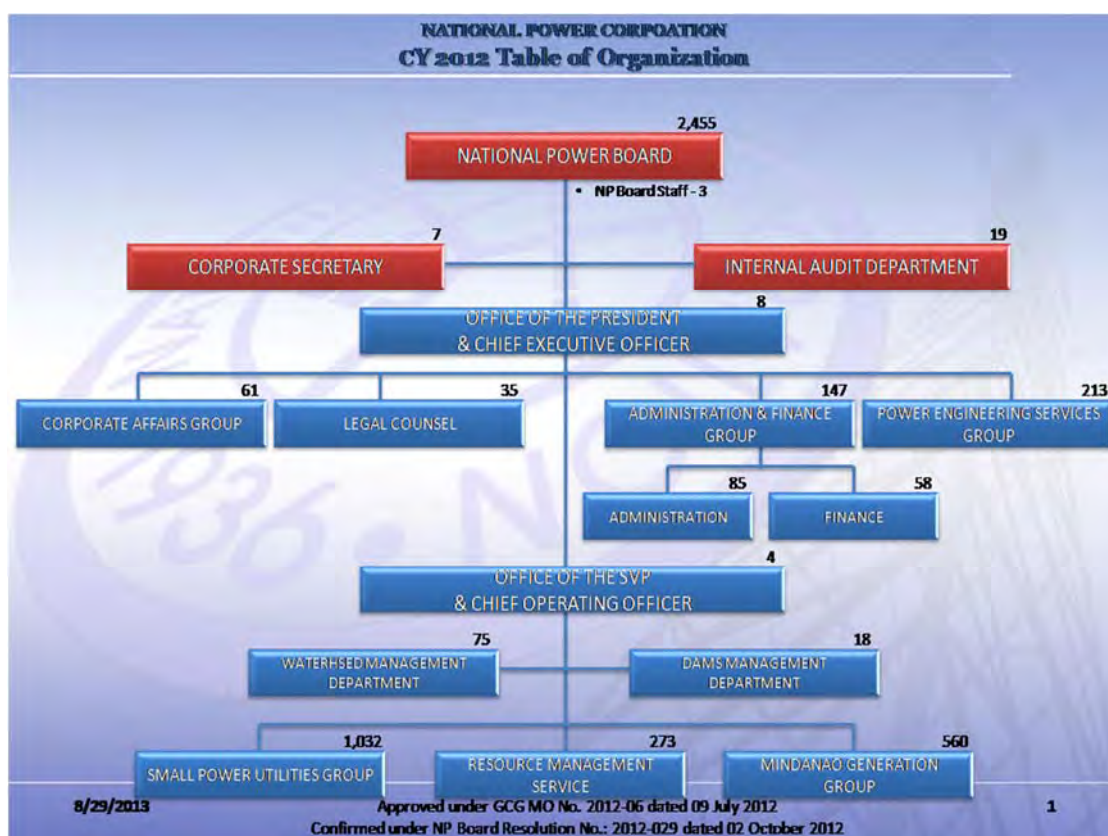 NATIONAL POWER CORPOATION
CY 2012 Table of Organization
2,455
NATIONAL POWER BOARD
• NP Board Staff - 3
7
CORPORATE SECRETARY
19
INTERNAL AUDIT DEPARTMENT
8
OFFICE OF THE PRESIDENT
& CHIEF EXECUTIVE OFFICER
61
CORPORATE AFFAIRS GROUP
35
LEGAL COUNSEL
147
ADMINISTRATION & FINANCE
GROUP
213
POWER ENGINEERING SERVICES
GROUP
85
ADMINISTRATION
58
FINANCE
4
OFFICE OF THE SVP
& CHIEF OPERATING OFFICER
75
WATERHSED MANAGEMENT
DEPARTMENT
18
DAMS MANAGEMENT
DEPARTMENT
1,032
SMALL POWER UTILITIES GROUP
273
RESOURCE MANAGEMENT
SERVICE
560
MINDANAO GENERATION
GROUP
8/29/2013
Approved under GCG MO No. 2012-06 dated 09 July 2012
1
Confirmed under NP Board Resolution No.: 2012-029 dated 02 October 2012
1936